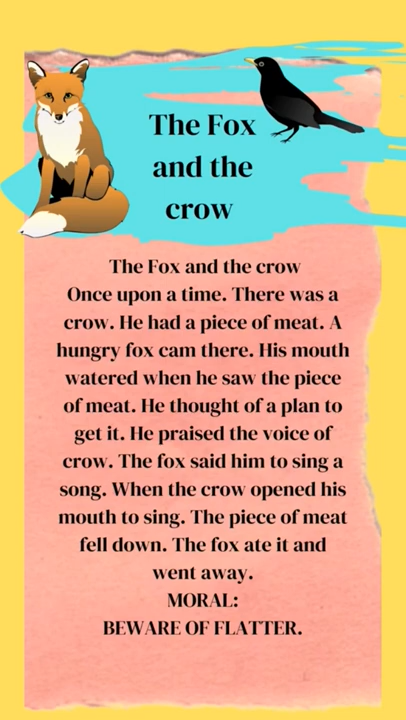 The Fox
and the
crow
The Fox and the crow
Once upon a time. There was a
crow. He had a piece of meat. A
hungry fox cam there. His mouth
watered when he saw the piece
of meat. He thought of a plan to
get it. He praised the voice of
crow. The fox said him to sing a
song. When the crow opened his
mouth to sing. The piece of meat
fell down. The fox ate it and
went away.
MORAL:
BEWARE OF FLATTER.